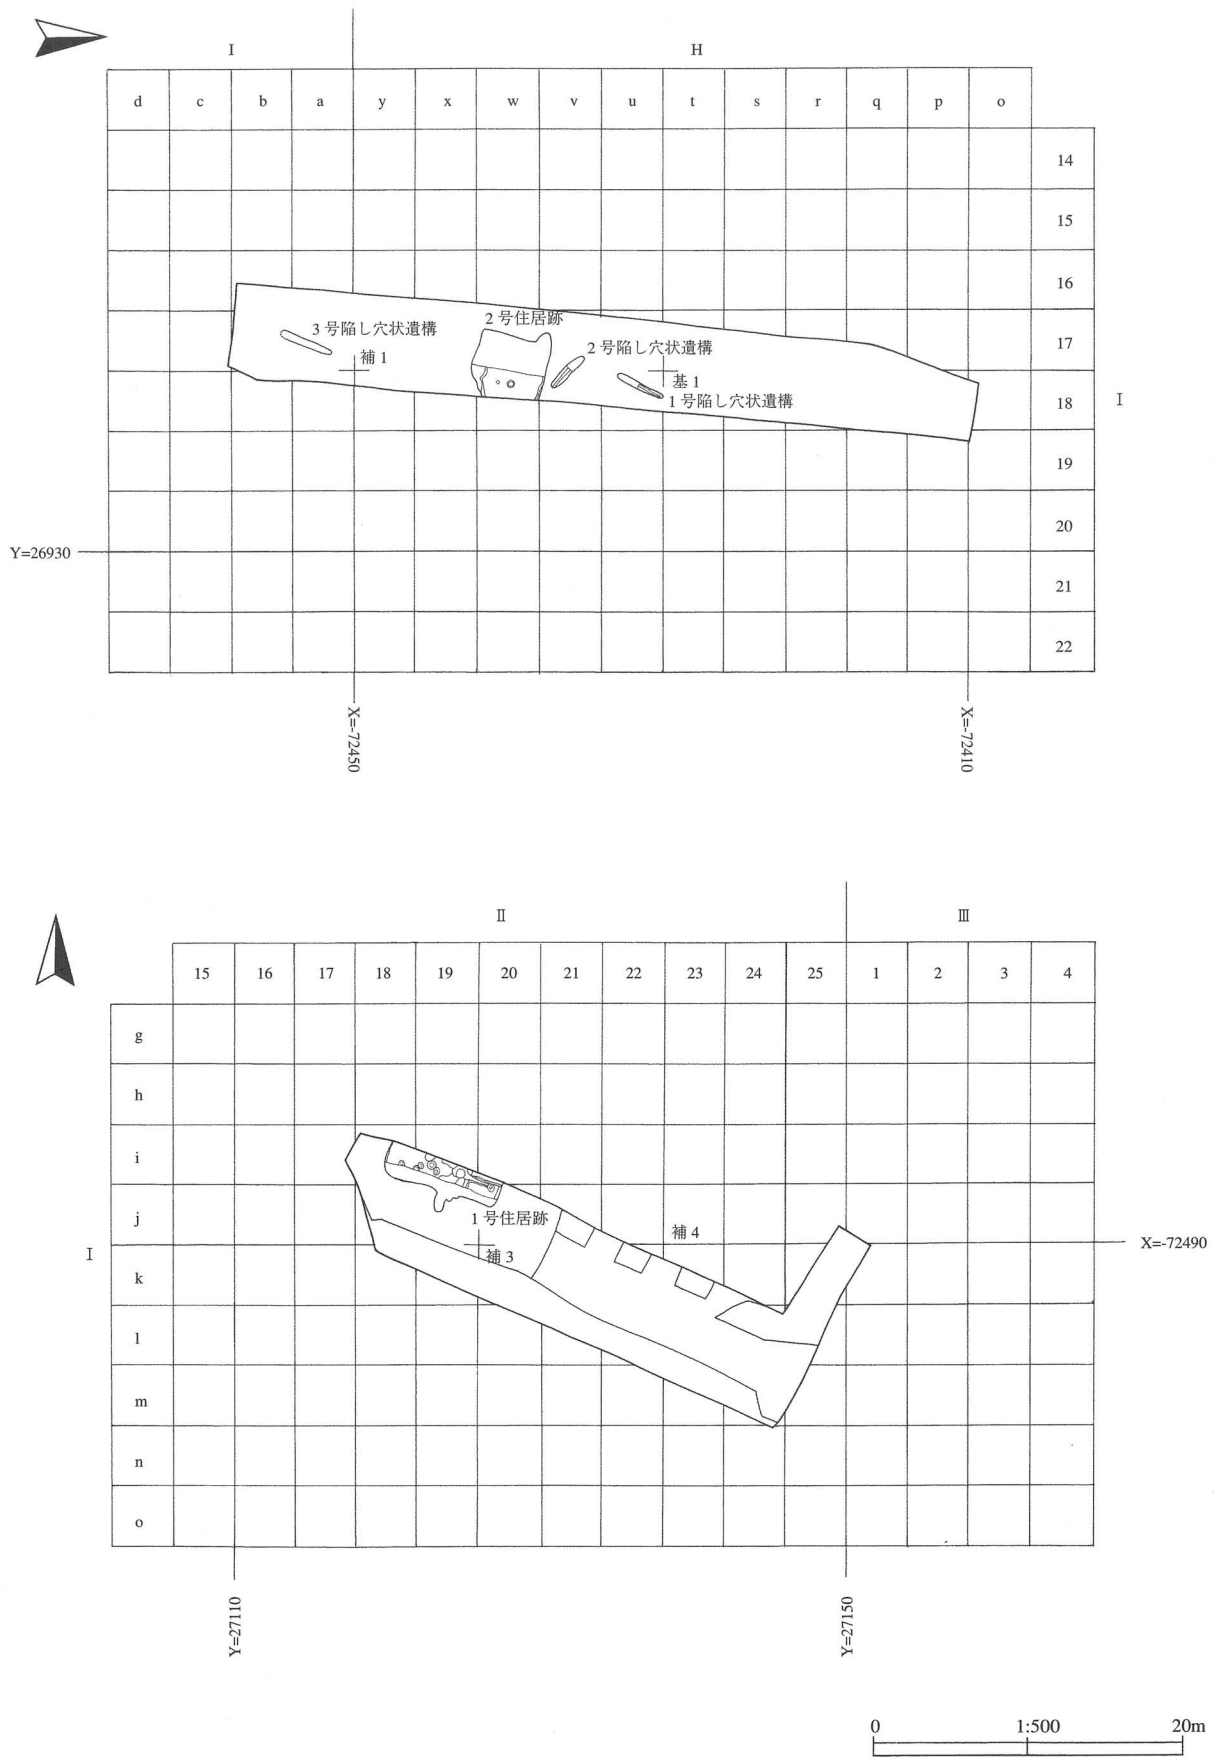 I H
d c b a y x w v u t s r q p o
14
15
16
2号住居跡
3号陥し穴状遺構
17
2号陥し穴状遺構
補1
基1
1号陥し穴状遺構
18 I
19
20
Y=26930
21
22
X=-72450
X=-72410
Ⅱ Ⅲ
15 16 17 18 19 20 21 22 23 24 25 1 2 3 4
g
h
i
j
1号住居跡
補4
X=-72490
I
補3
k
l
m
n
o
Y=27110
Y=27150
0 1:500 20m